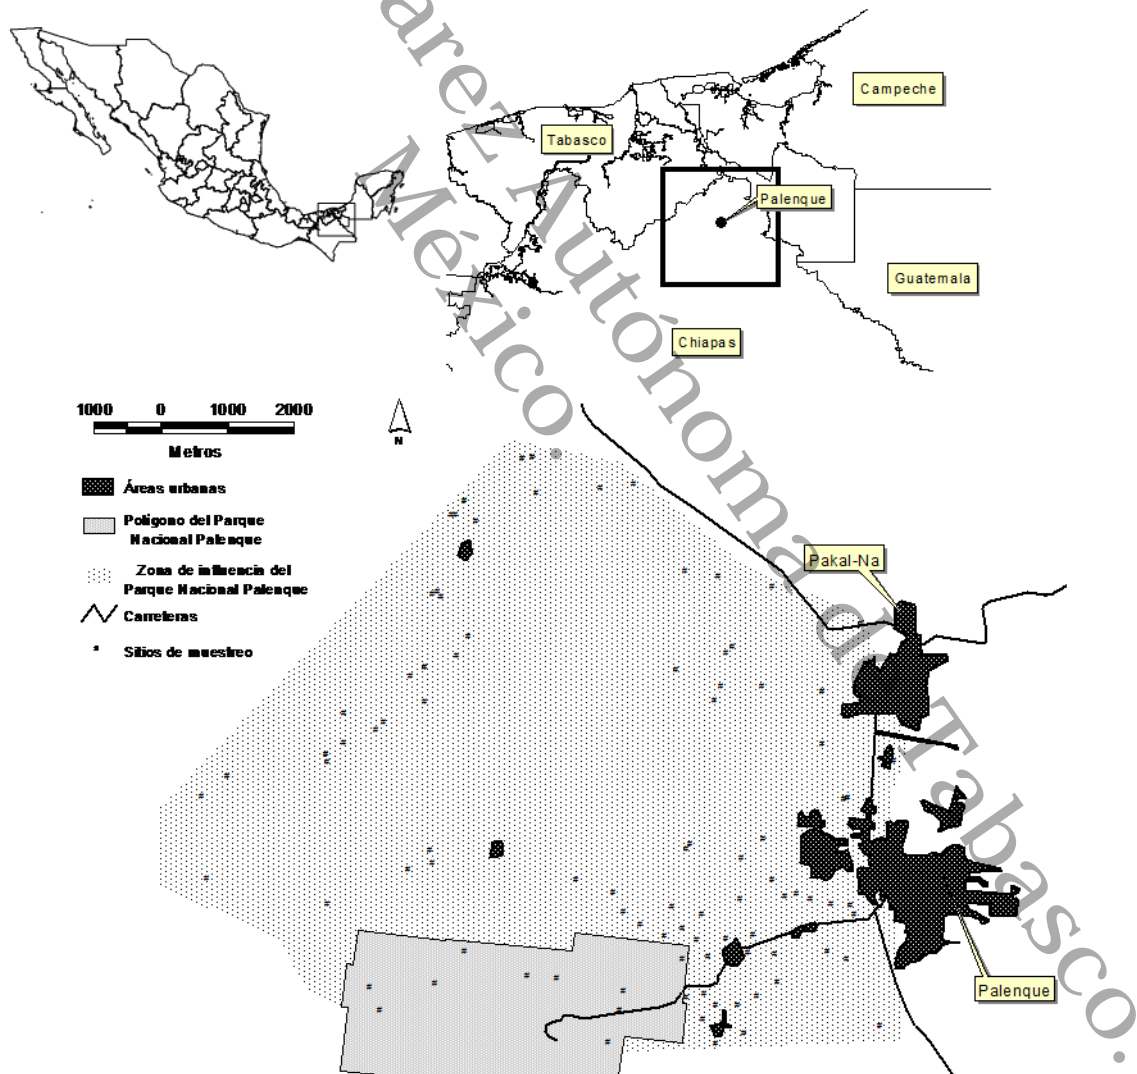 Campeche
Tabasco
Palenque
Guatemala
Chiapas
1000 0 1000 2000
Metros
N
Áreas urbanas
Polígono del Parque
Nacional Palenque
Zona de influencia del
Parque Nacional Palenque
Carreteras
Sitios de muestreo
Pakal-Na
Palenque
arez Autónoma de Tabasco.
México.